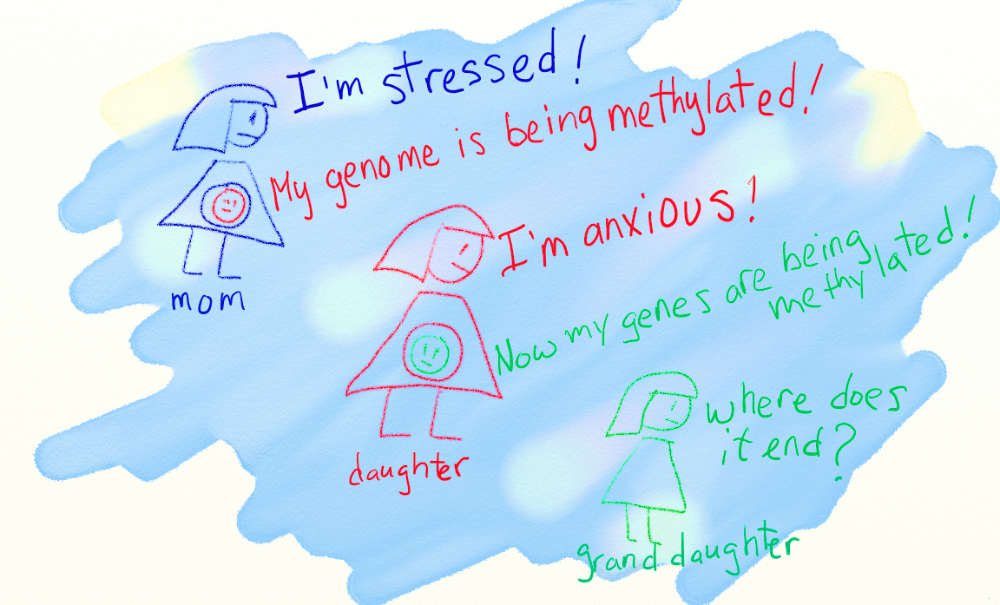 I'm stressed!
My genome is being methylated!
mom
I'm anxious!
Now my genes are being
methylated!
daughter
where does
it end?
granddaughter